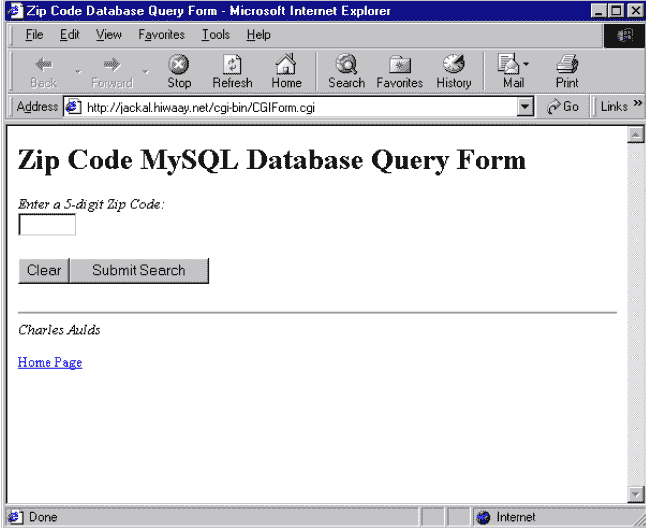 Zip Code Database Query Form - Microsoft Internet Explorer
File Edit View Favorites Tools Help
Back Forward Stop Refresh Home Search Favorites History Mail Print
Address http://jackal.hiwaay.net/cgi-bin/CGIForm.cgi Go Links »
Zip Code MySQL Database Query Form
Enter a 5-digit Zip Code:
Clear Submit Search
Charles Aulds
Home Page
Done Internet